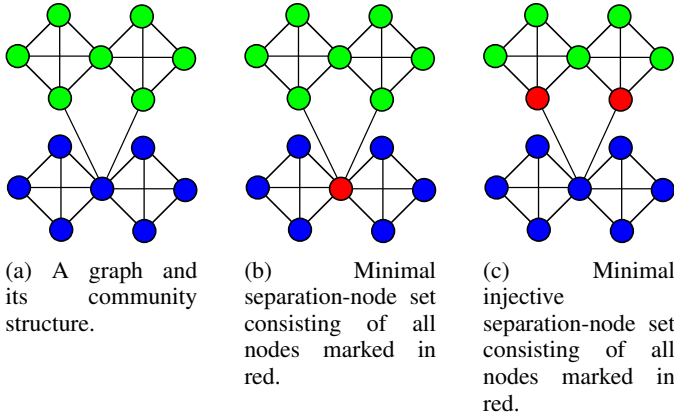 (a) A graph and
its community
structure.
(b) Minimal
separation-node set
consisting of all
nodes marked in
red.
(c) Minimal
injective
separation-node set
consisting of all
nodes marked in
red.